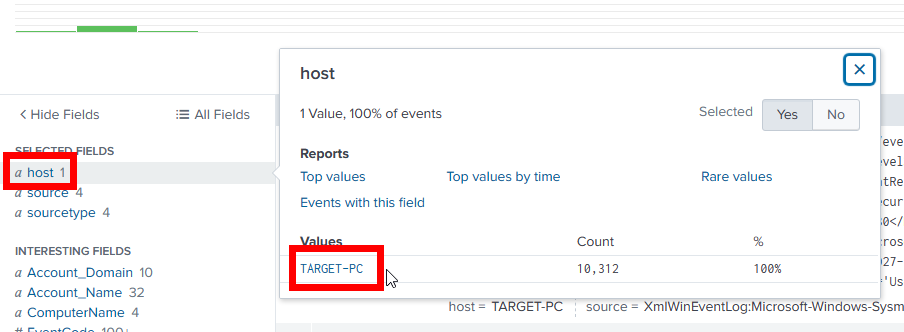 host
1 Value, 100% of events
Selected Yes No
Reports
Top values Top values by time Rare values
Events with this field
Values Count %
TARGET-PC 10,312 100%
Hide Fields All Fields
SELECTED FIELDS
a host 1
a source 4
a sourcetype 4
INTERESTING FIELDS
a Account_Domain 10
a Account_Name 32
a ComputerName 4
# EventCode 100+
host = TARGET-PC source = XmlWinEventLog:Microsoft-Windows-Sysm